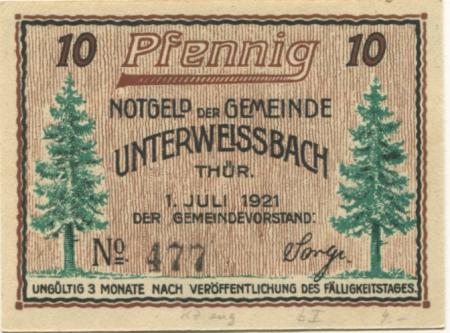 10 Pfennig 10
NOTGELD DER GEMEINDE
UNTERWEISSBACH
THÜR.
1. JULI 1921
DER GEMEINDEVORSTAND:
No. 477
Sorge
UNGÜLTIG 3 MONATE NACH VERÖFFENTLICHUNG DES FÄLLIGKEITSTAGES.